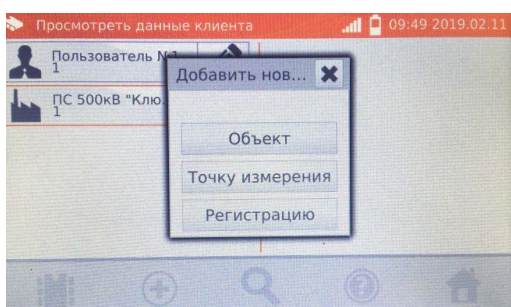 Просмотреть данные клиента 09:49 2019.02.11
Пользователь №1
1
ПС 500кВ "Клю...
1
Добавить нов...
Объект
Точку измерения
Регистрацию